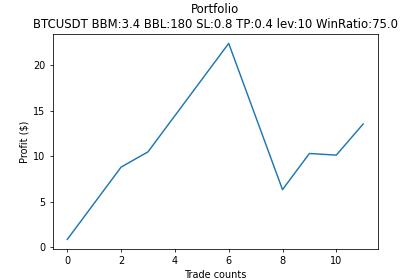 Portfolio
BTCUSDT BBM:3.4 BBL:180 SL:0.8 TP:0.4 lev:10 WinRatio:75.0
20
15
10
5
0
Profit ($)
0 2 4 6 8 10
Trade counts